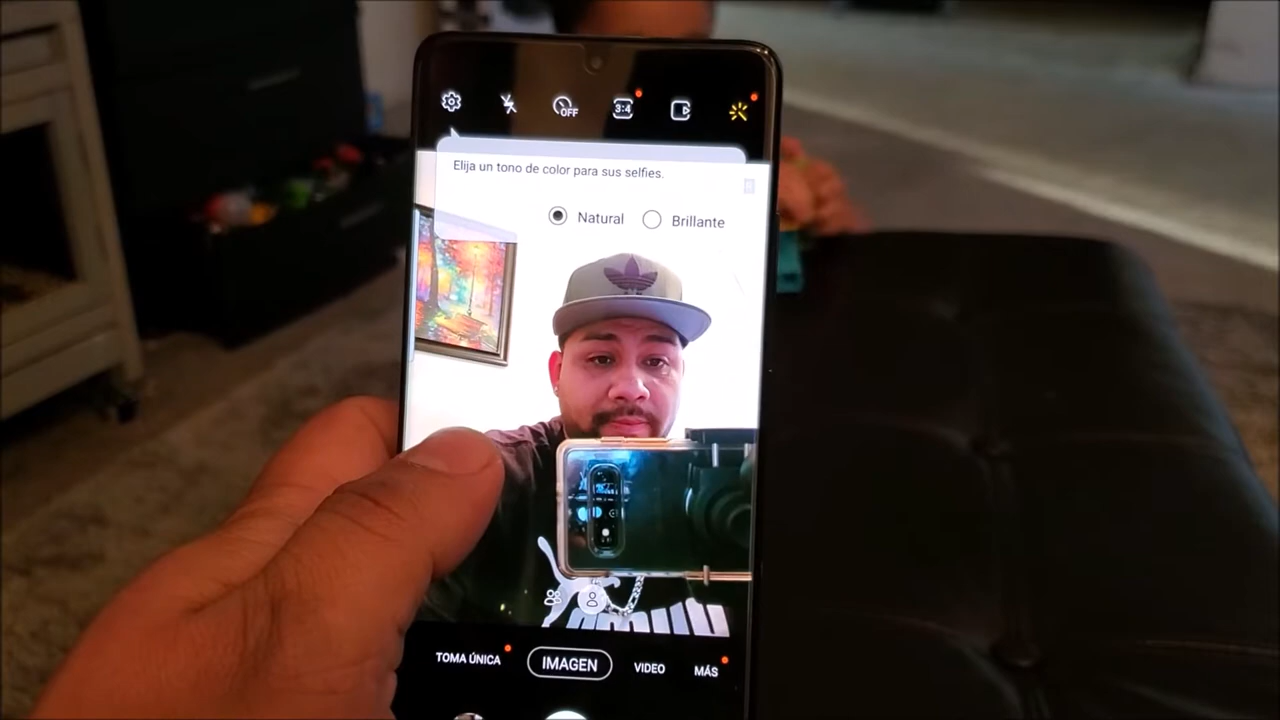 OFF
3:4
Elija un tono de color para sus selfies.
Natural
Brillante
TOMA ÚNICA
IMAGEN
VIDEO
MÁS